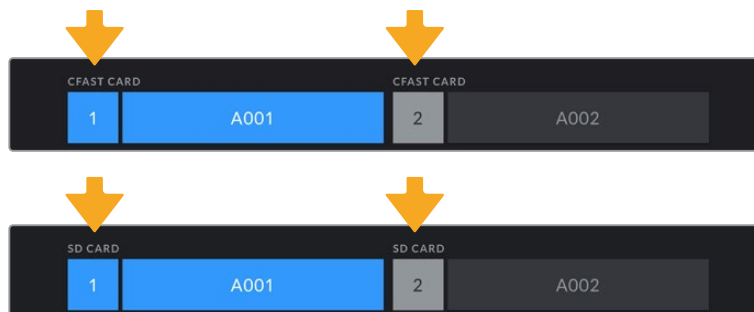 CFAST CARD CFAST CARD
1 A001 2 A002
SD CARD SD CARD
1 A001 2 A002